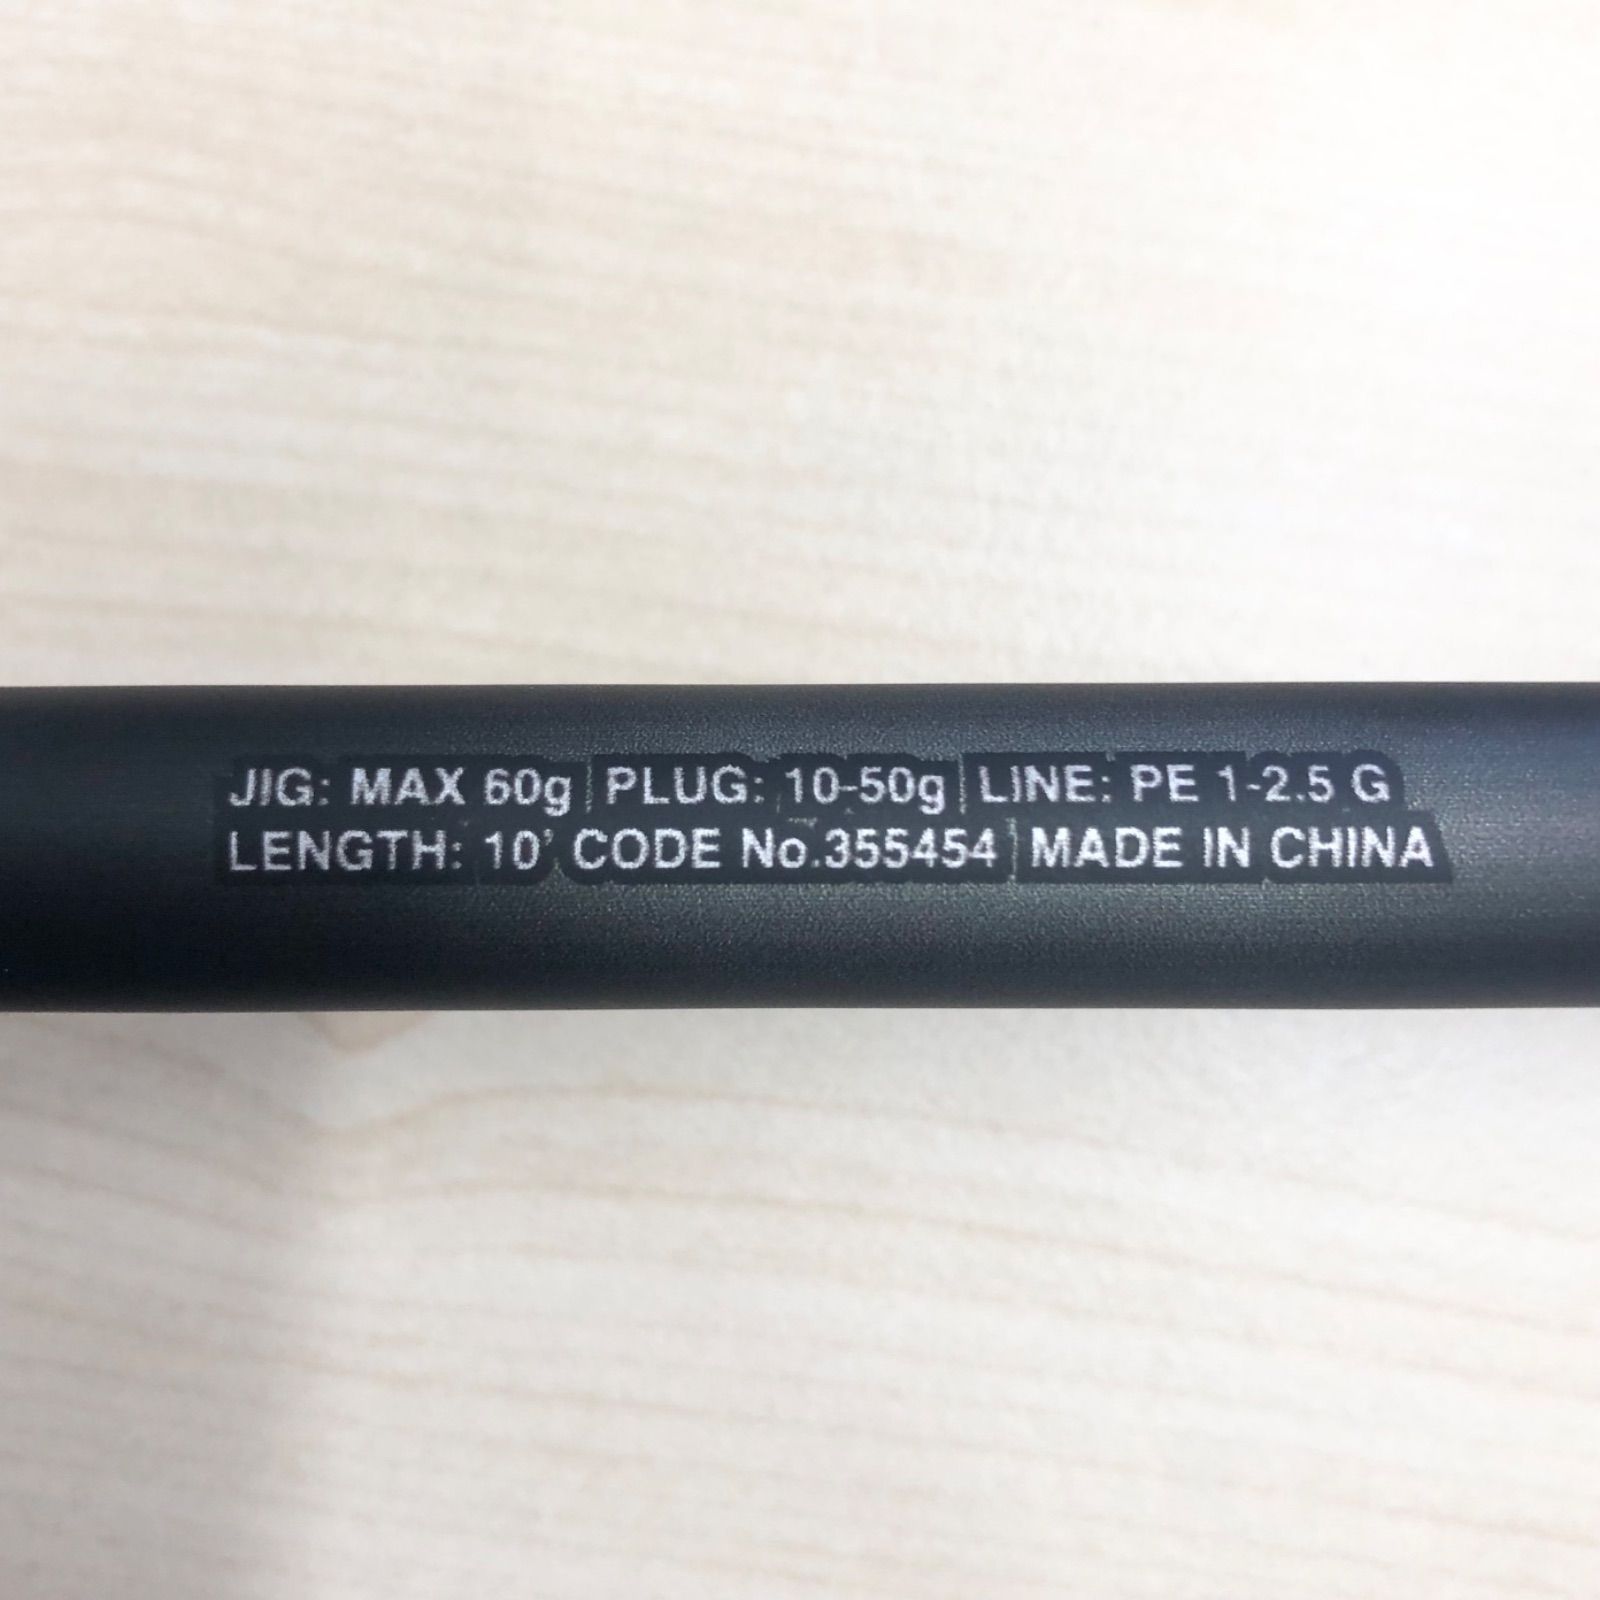 JIG: MAX 60g PLUG: 10-50g LINE: PE 1-2.5 G
LENGTH: 10' CODE No.355454 MADE IN CHINA